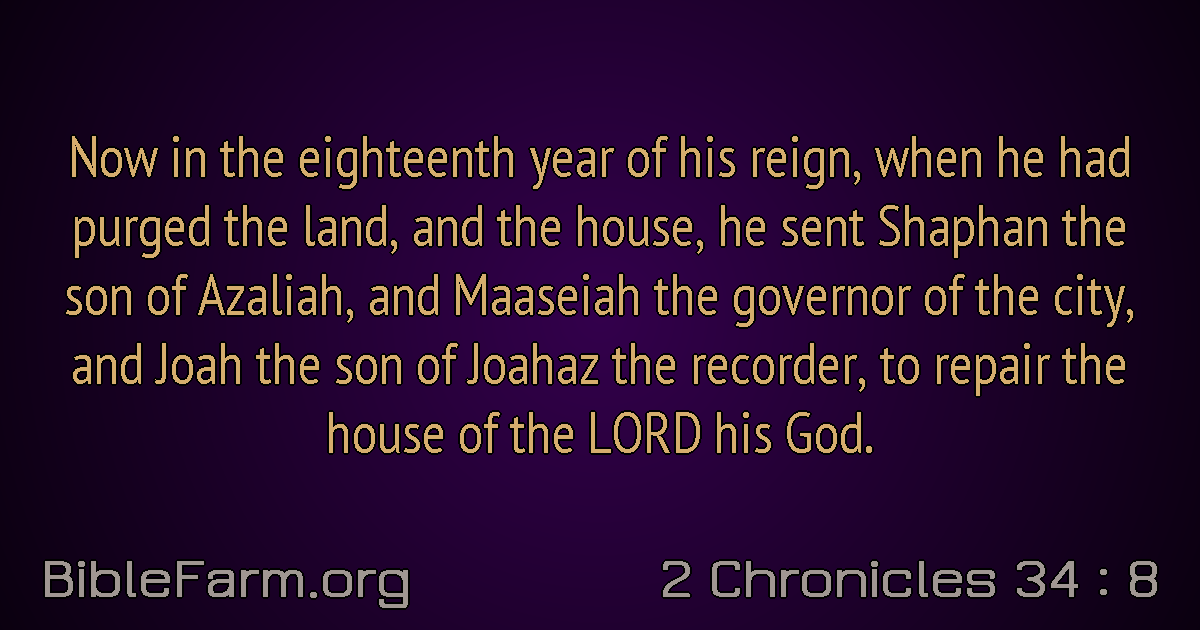 Now in the eighteenth year of his reign, when he had
purged the land, and the house, he sent Shaphan the
son of Azaliah, and Maaseiah the governor of the city,
and Joah the son of Joahaz the recorder, to repair the
house of the LORD his God.
BibleFarm.org
2 Chronicles 34 : 8